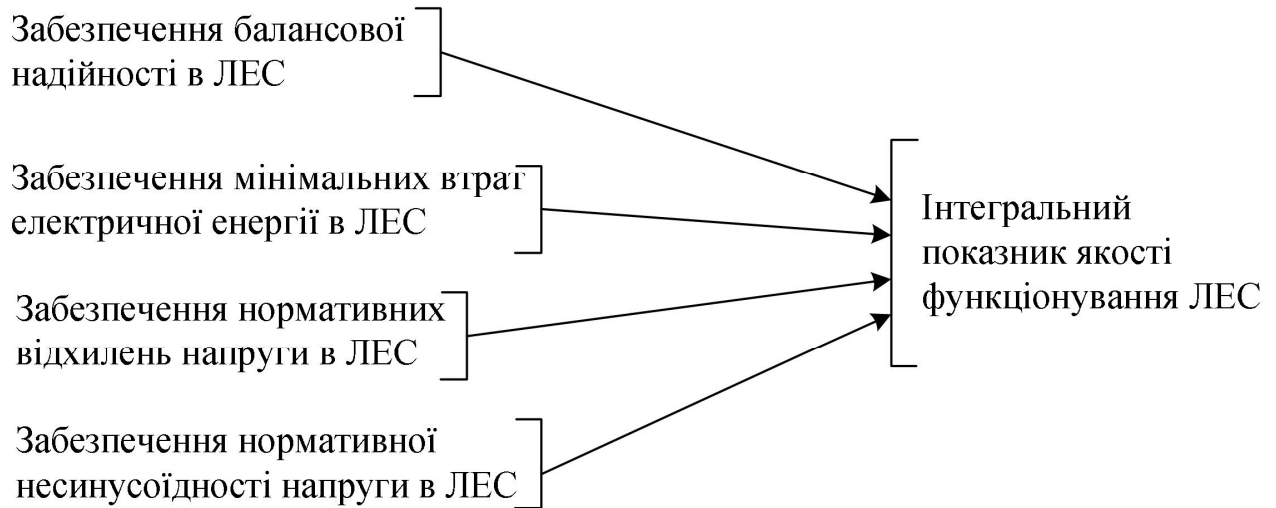 Забезпечення балансової
надійності в ЛЕС
Забезпечення мінімальних втрат
електричної енергії в ЛЕС
Забезпечення нормативних
відхилень напруги в ЛЕС
Забезпечення нормативної
несинусоїдності напруги в ЛЕС
Інтегральний
показник якості
функціонування ЛЕС